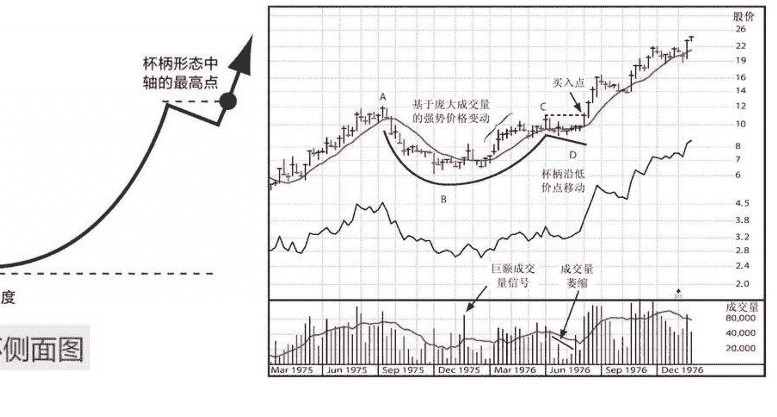 杯柄形态中
轴的最高点
度
侧面图
股价
26
22
19
16
14
12
10
8
7
6
4.5
3.8
3.2
2.8
2.4
2.0
A
基于庞大成交量
的强势价格变动
C
买入点
B
D
杯柄沿低
价点移动
巨额成交
量信号
成交量
萎缩
成交量
80,000
40,000
20,000
Mar 1975
Jun 1975
Sep 1975
Dec 1975
Mar 1976
Jun 1976
Sep 1976
Dec 1976